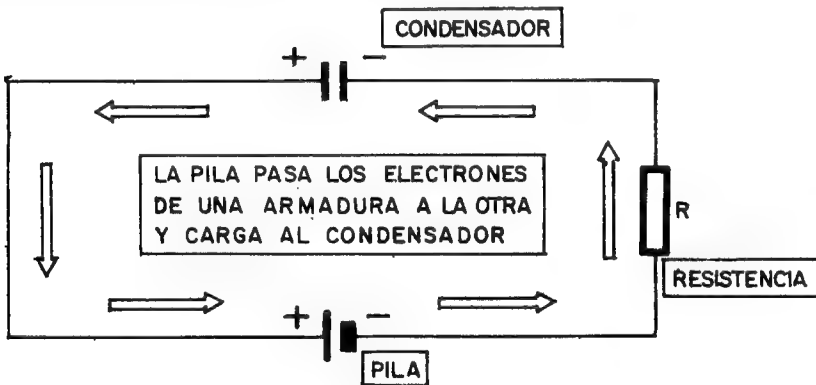 CONDENSADOR
+ −
LA PILA PASA LOS ELECTRONES
DE UNA ARMADURA A LA OTRA
Y CARGA AL CONDENSADOR
R
RESISTENCIA
+ −
PILA